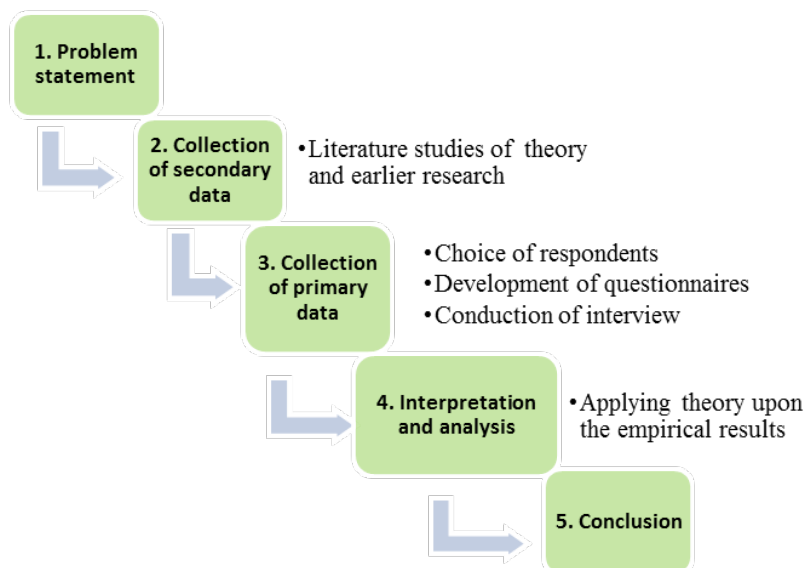 1. Problem
statement
2. Collection
of secondary
data
•Literature studies of theory
and earlier research
3. Collection
of primary
data
•Choice of respondents
•Development of questionnaires
•Conduction of interview
4. Interpretation
and analysis
•Applying theory upon
the empirical results
5. Conclusion